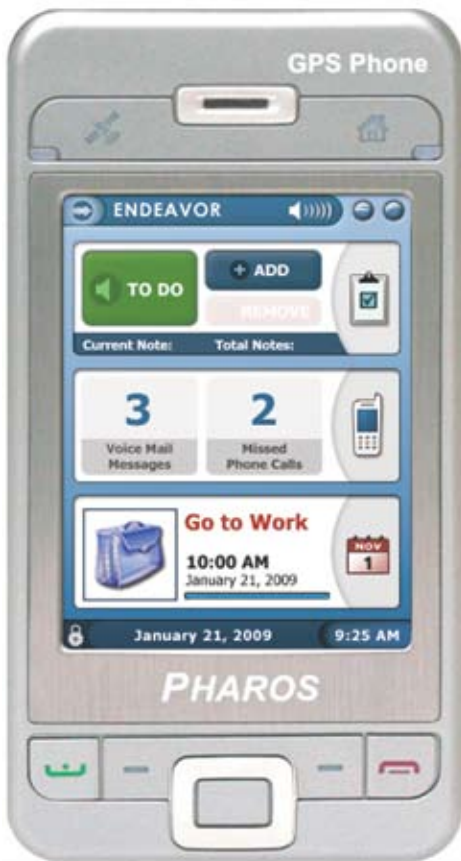 GPS Phone
ENDEAVOR
TO DO
ADD
REMOVE
Current Note: Total Notes:
3
Voice Mail
Messages
2
Missed
Phone Calls
Go to Work
10:00 AM
January 21, 2009
NOV
1
January 21, 2009 9:25 AM
PHAROS